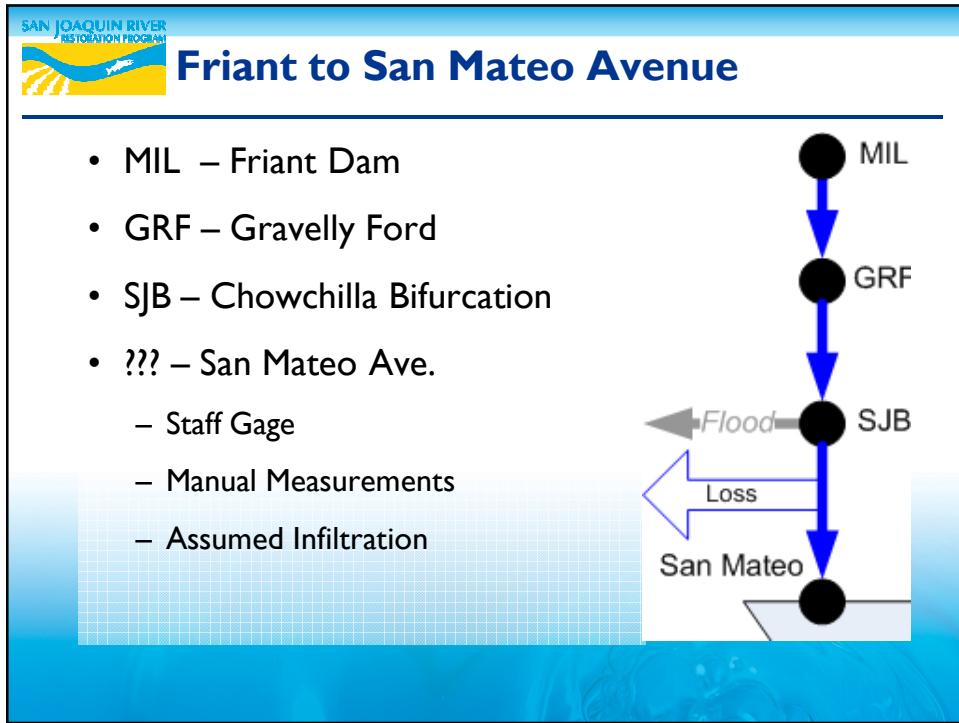 SAN JOAQUIN RIVER
RESTORATION PROGRAM
Friant to San Mateo Avenue
• MIL – Friant Dam
• GRF – Gravelly Ford
• SJB – Chowchilla Bifurcation
• ??? – San Mateo Ave.
– Staff Gage
– Manual Measurements
– Assumed Infiltration
MIL
GRF
Flood
SJB
Loss
San Mateo